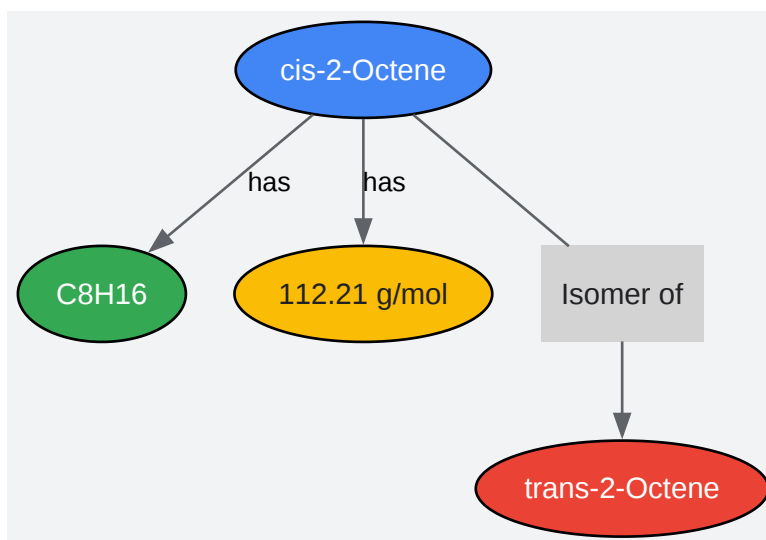 cis-2-Octene
has
has
C8H16
112.21 g/mol
Isomer of
trans-2-Octene